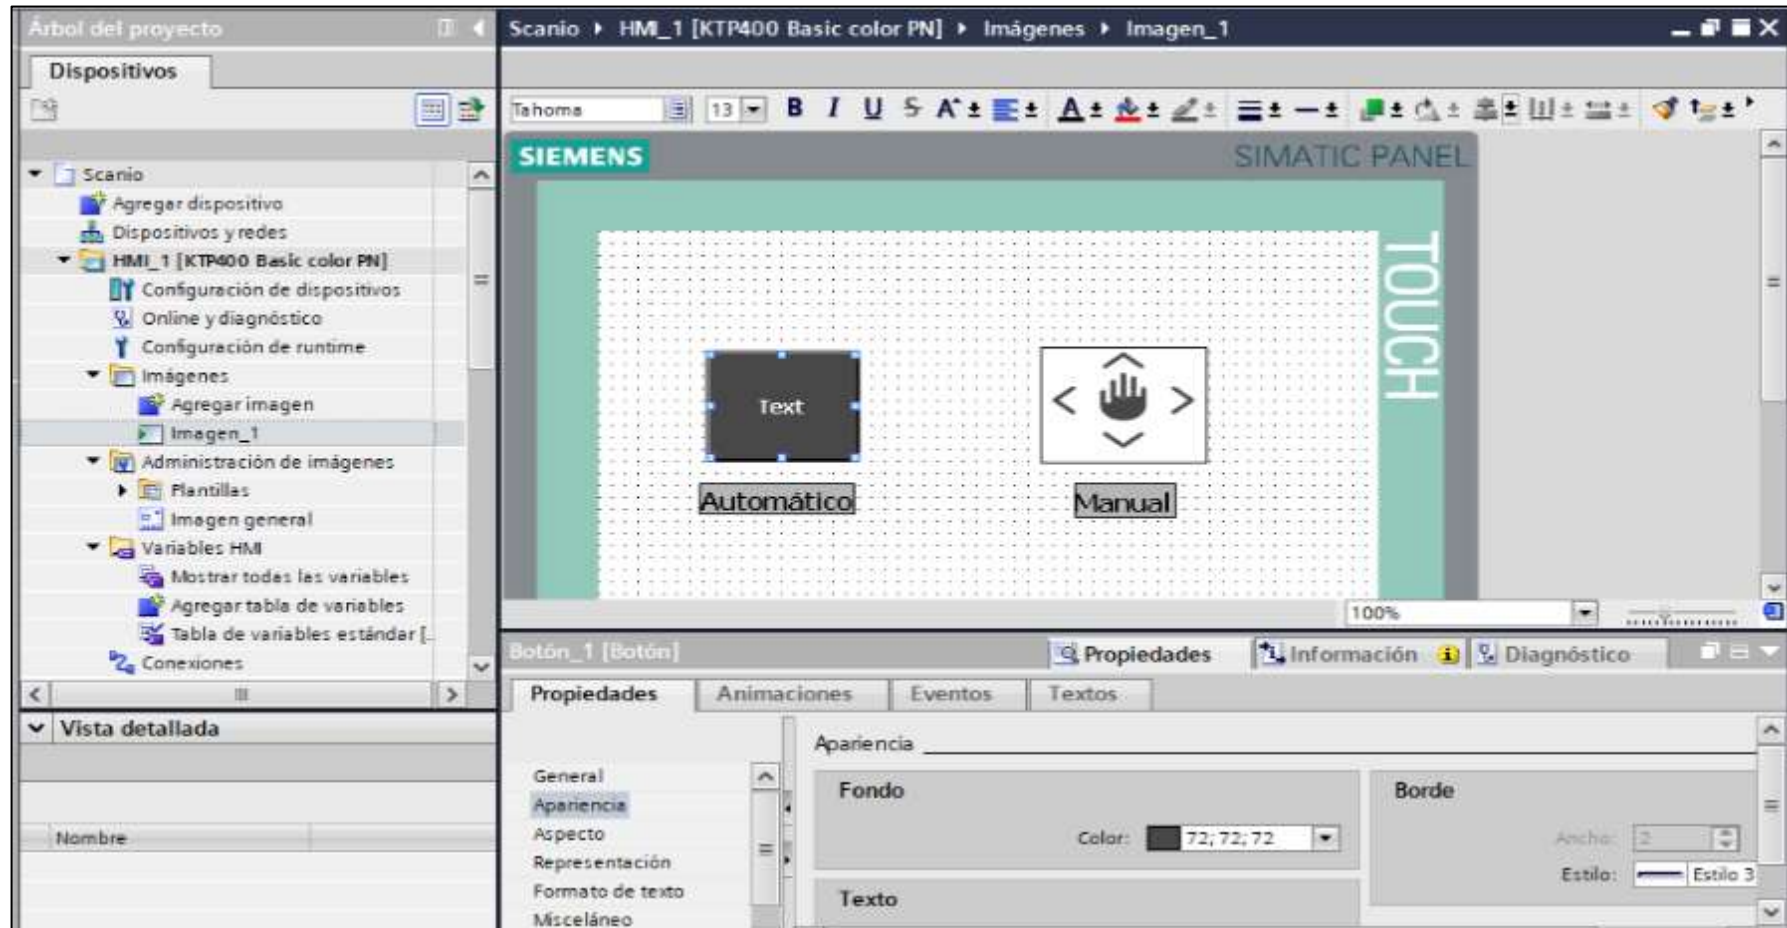 Árbol del proyecto
Dispositivos
Scanio
Agregar dispositivo
Dispositivos y redes
HMI_1 [KTP400 Basic color PN]
Configuración de dispositivos
Online y diagnóstico
Configuración de runtime
Imágenes
Agregar imagen
Imagen_1
Administración de imágenes
Plantillas
Imagen general
Variables HMI
Mostrar todas las variables
Agregar tabla de variables
Tabla de variables estándar [
Conexiones
Vista detallada
Nombre
Scanio HMI_1 [KTP400 Basic color PN] Imágenes Imagen_1
Tahoma 13 B I U S A A
SIEMENS SIMATIC PANEL
TOUCH
Text
Automático Manual
100%
Botón_1 [Botón] Propiedades Información Diagnóstico
Propiedades Animaciones Eventos Textos
General
Apariencia
Aspecto
Representación
Formato de texto
Misceláneo
Apariencia
Fondo
Color: 72; 72; 72
Texto
Borde
Ancho: 2
Estilo: Estilo 3